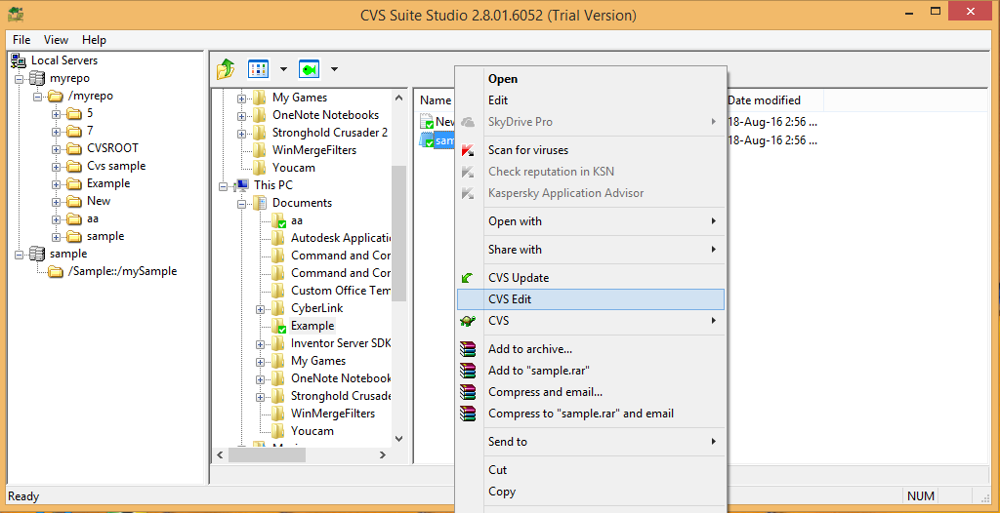 CVS Suite Studio 2.8.01.6052 (Trial Version)
File View Help
Local Servers
myrepo
/myrepo
5
7
CVSROOT
Cvs sample
Example
New
aa
sample
sample
/Sample::/mySample
My Games
OneNote Notebooks
Stronghold Crusader 2
WinMergeFilters
Youcam
This PC
Documents
aa
Autodesk Applicatio
Command and Cor
Command and Cor
Custom Office Tem
CyberLink
Example
Inventor Server SDK
My Games
OneNote Notebook
Stronghold Crusade
WinMergeFilters
Youcam
Name
Date modified
New
18-Aug-16 2:56 ...
sam
18-Aug-16 2:56 ...
Open
Edit
SkyDrive Pro
Scan for viruses
Check reputation in KSN
Kaspersky Application Advisor
Open with
Share with
CVS Update
CVS Edit
CVS
Add to archive...
Add to "sample.rar"
Compress and email...
Compress to "sample.rar" and email
Send to
Cut
Copy
Ready
NUM